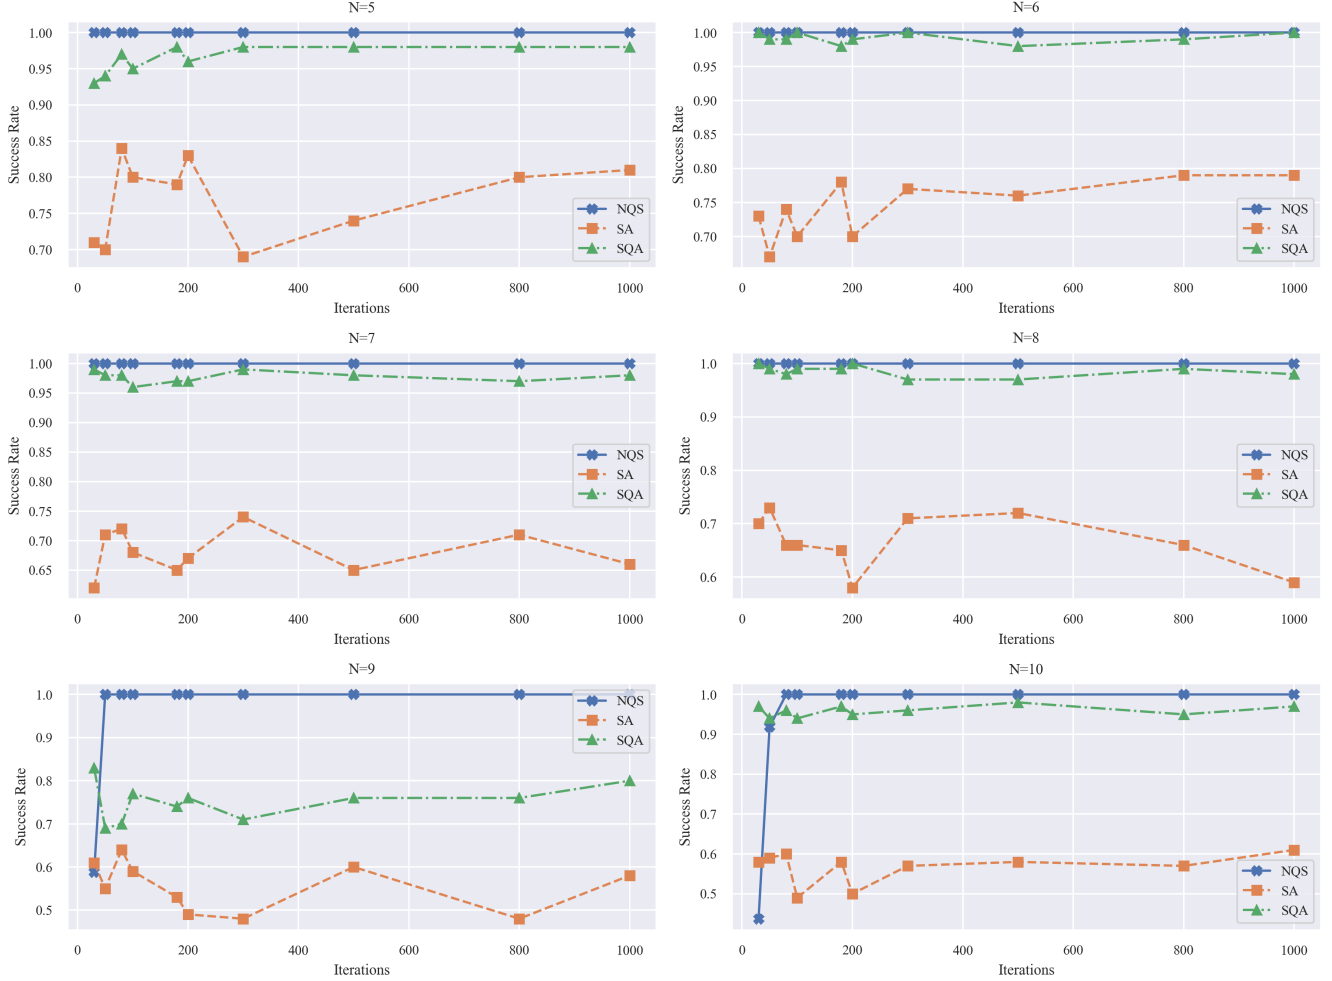 N=5
1.00
0.95
0.90
0.85
0.80
0.75
0.70
Success Rate
NQS
SA
SQA
0 200 400 600 800 1000
Iterations
N=6
1.00
0.95
0.90
0.85
0.80
0.75
0.70
Success Rate
NQS
SA
SQA
0 200 400 600 800 1000
Iterations
N=7
1.00
0.95
0.90
0.85
0.80
0.75
0.70
0.65
Success Rate
NQS
SA
SQA
0 200 400 600 800 1000
Iterations
N=8
1.0
0.9
0.8
0.7
0.6
Success Rate
NQS
SA
SQA
0 200 400 600 800 1000
Iterations
N=9
1.0
0.9
0.8
0.7
0.6
0.5
Success Rate
NQS
SA
SQA
0 200 400 600 800 1000
Iterations
N=10
1.0
0.9
0.8
0.7
0.6
0.5
Success Rate
NQS
SA
SQA
0 200 400 600 800 1000
Iterations